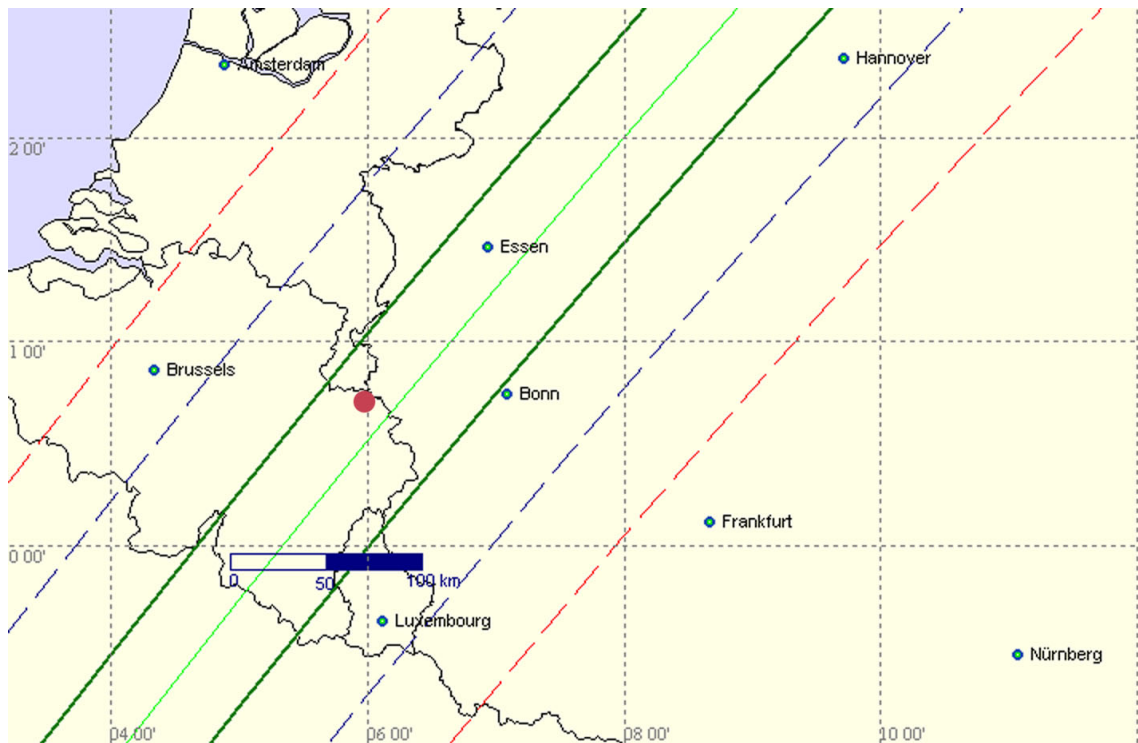 Hannover
Amsterdam
2 00'
Essen
1 00'
Brussels
Bonn
Frankfurt
0 00'
0 50 100 km
Luxembourg
Nürnberg
04 00' 06 00' 08 00' 10 00'